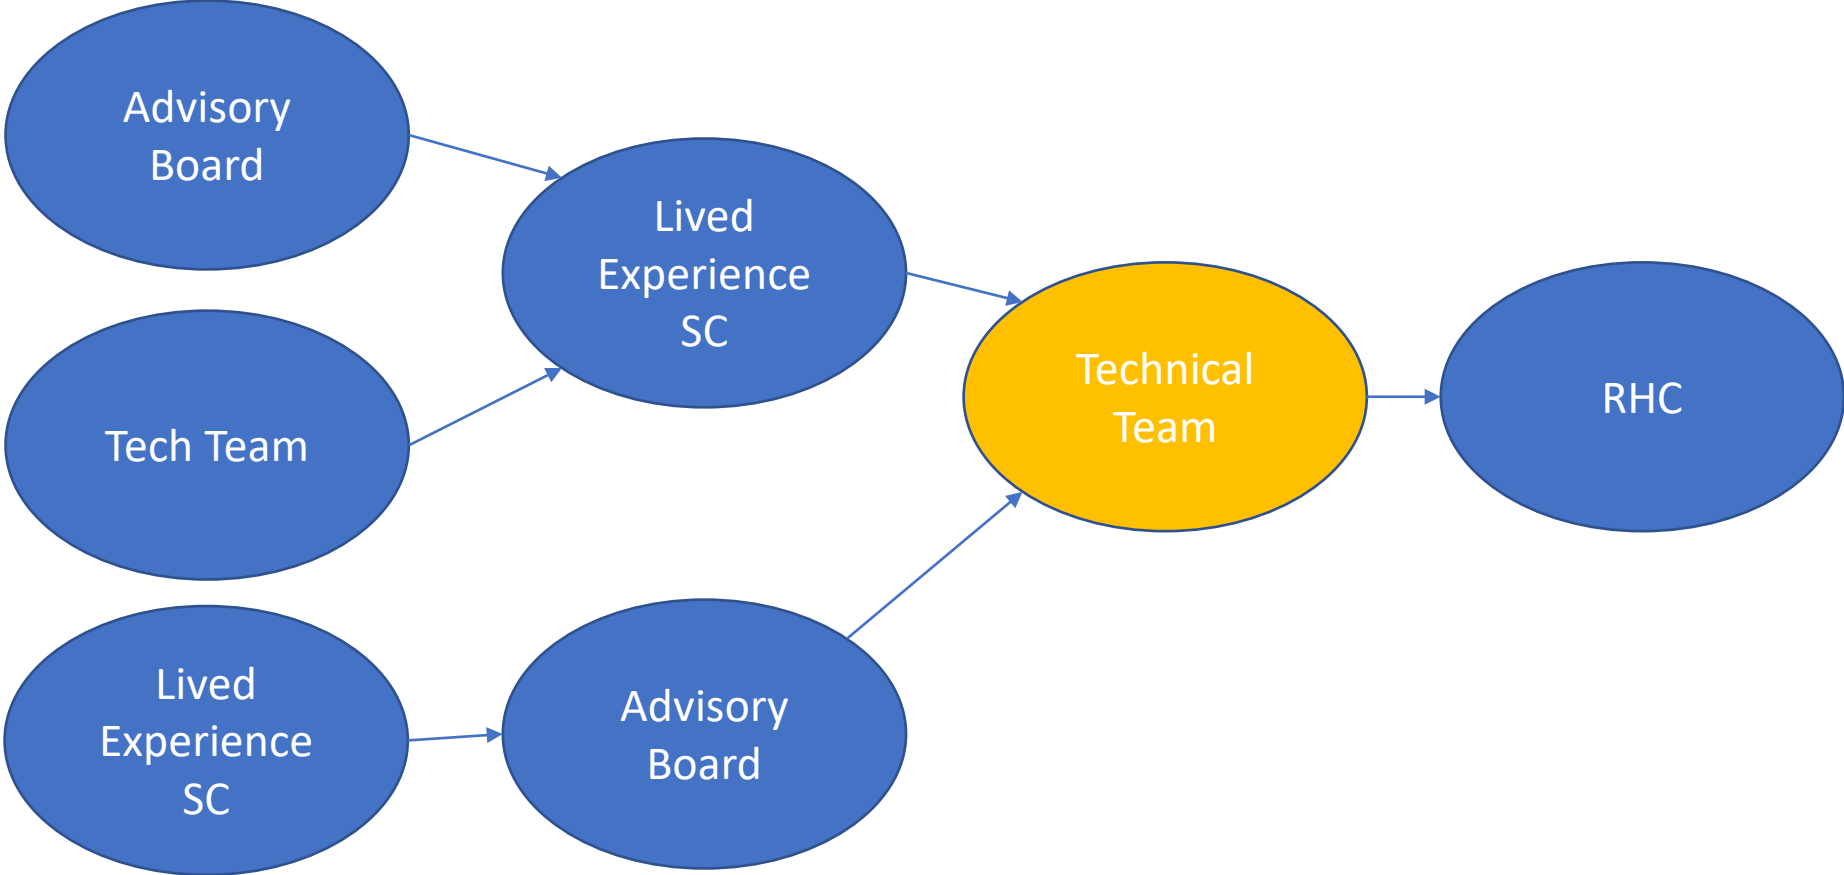 Advisory
Board
Tech Team
Lived
Experience
SC
Lived
Experience
SC
Advisory
Board
Technical
Team
RHC